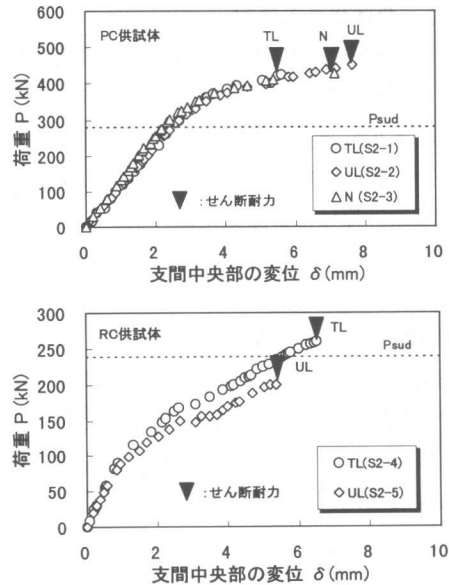 600
500
400
300
200
100
0
荷重 P (kN)
PC供試体
TL
N
UL
Psud
TL(S2-1)
UL(S2-2)
N (S2-3)
:せん断耐力
0 2 4 6 8 10
支間中央部の変位 δ(mm)
300
250
200
150
100
50
0
荷重 P (kN)
RC供試体
TL
Psud
UL
TL(S2-4)
UL(S2-5)
:せん断耐力
0 2 4 6 8 10
支間中央部の変位 δ(mm)